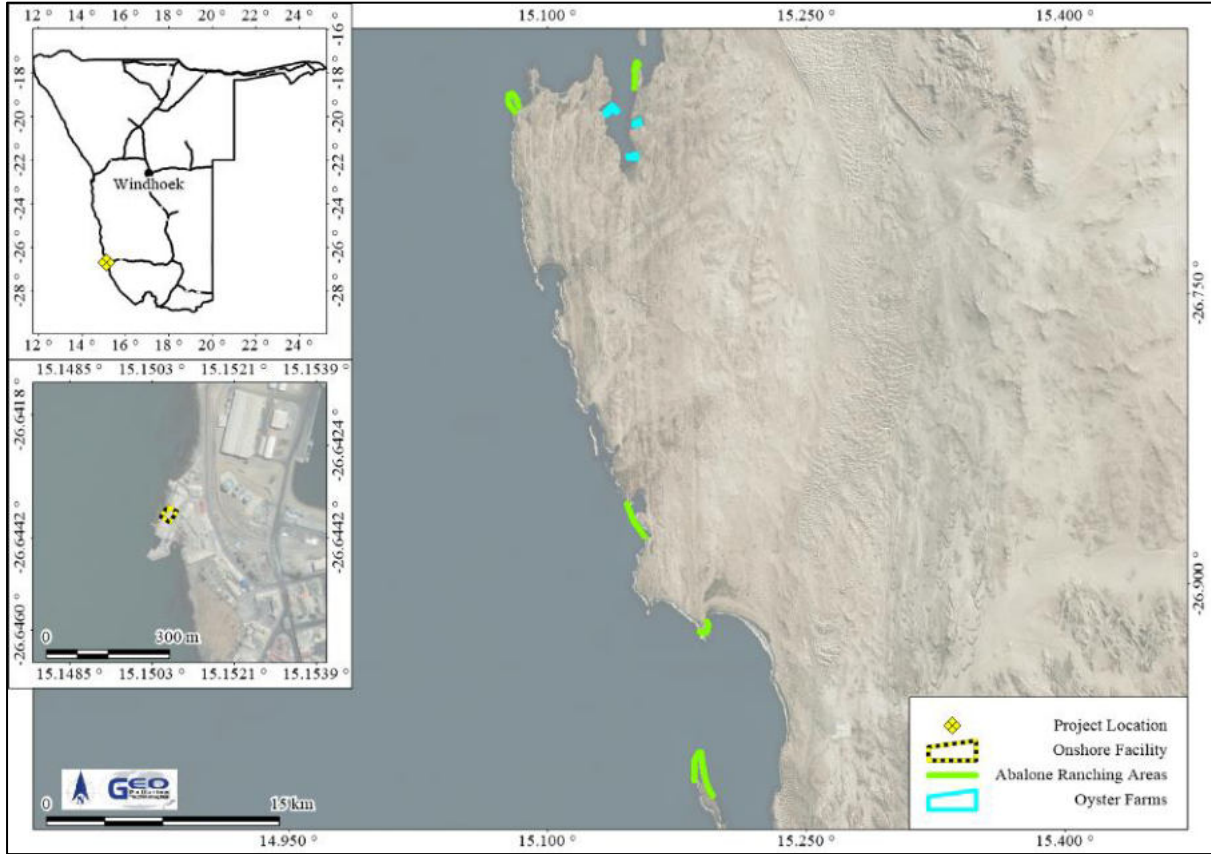 12 ° 14 ° 16 ° 18 ° 20 ° 22 ° 24 °
-16 °
-18 °
-20 °
-22 °
-24 °
-26 °
-28 °
-18 °
-20 °
-22 °
-24 °
-26 °
-28 °
Windhoek
12 ° 14 ° 16 ° 18 ° 20 ° 22 ° 24 °
15.1485 ° 15.1503 ° 15.1521 ° 15.1539 °
-26.6418 °
-26.6442 °
-26.6460 °
-26.6424 °
-26.6442 °
0 300 m
15.1485 ° 15.1503 ° 15.1521 ° 15.1539 °
15.100 ° 15.250 ° 15.400 °
-26.750 °
-26.900 °
Project Location
Onshore Facility
Abalone Ranching Areas
Oyster Farms
GEO
0 15 km
14.950 ° 15.100 ° 15.250 ° 15.400 °